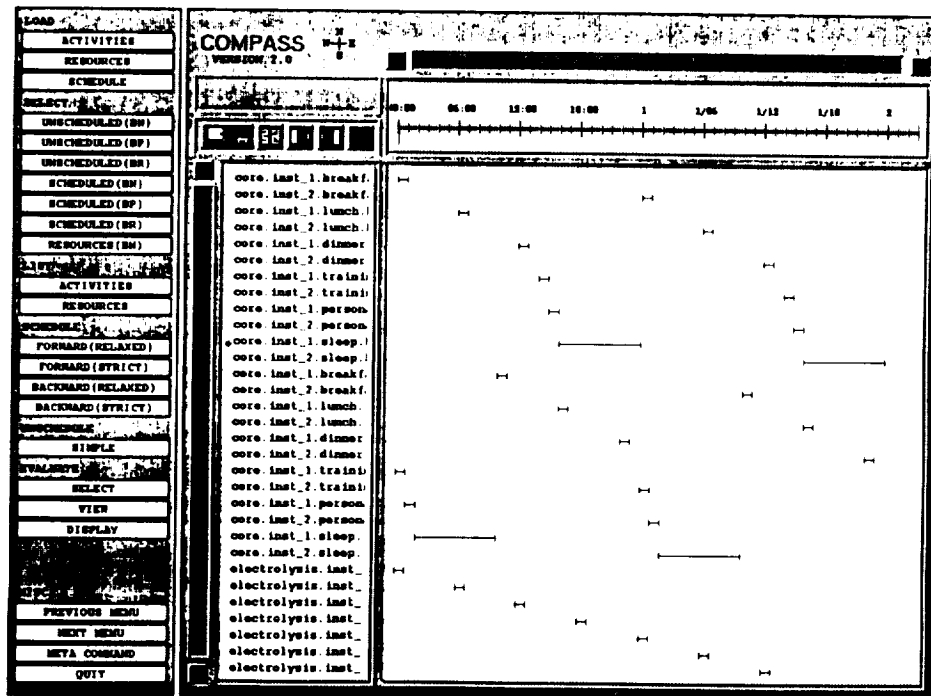 LOAD
ACTIVITIES
RESOURCES
SCHEDULE
SELECT
UNSCHEDULED(BN)
UNSCHEDULED(BP)
UNSCHEDULED(BR)
SCHEDULED(BN)
SCHEDULED(BP)
SCHEDULED(BR)
RESOURCES(BN)
LIST
ACTIVITIES
RESOURCES
SCHEDULE
FORWARD(RELAXED)
FORWARD(STRICT)
BACKWARD(RELAXED)
BACKWARD(STRICT)
UNSCHEDULE
SIMPLE
EVALUATE
SELECT
VIEW
DISPLAY
PREVIOUS MENU
NEXT MENU
META COMMAND
QUIT
COMPASS
VERSION 2.0
N
W E
S
00:00 06:00 12:00 18:00 1 1/06 1/12 1/18 2
core.inst_1.breakf.
core.inst_2.breakf.
core.inst_1.lunch.
core.inst_2.lunch.
core.inst_1.dinner
core.inst_2.dinner
core.inst_1.traini
core.inst_2.traini
core.inst_1.person
core.inst_2.person
core.inst_1.sleep.
core.inst_2.sleep.
core.inst_1.breakf.
core.inst_2.breakf.
core.inst_1.lunch.
core.inst_2.lunch.
core.inst_1.dinner
core.inst_2.dinner
core.inst_1.traini
core.inst_2.traini
core.inst_1.person
core.inst_2.person
core.inst_1.sleep.
core.inst_2.sleep.
electrolysis.inst_
electrolysis.inst_
electrolysis.inst_
electrolysis.inst_
electrolysis.inst_
electrolysis.inst_
electrolysis.inst_